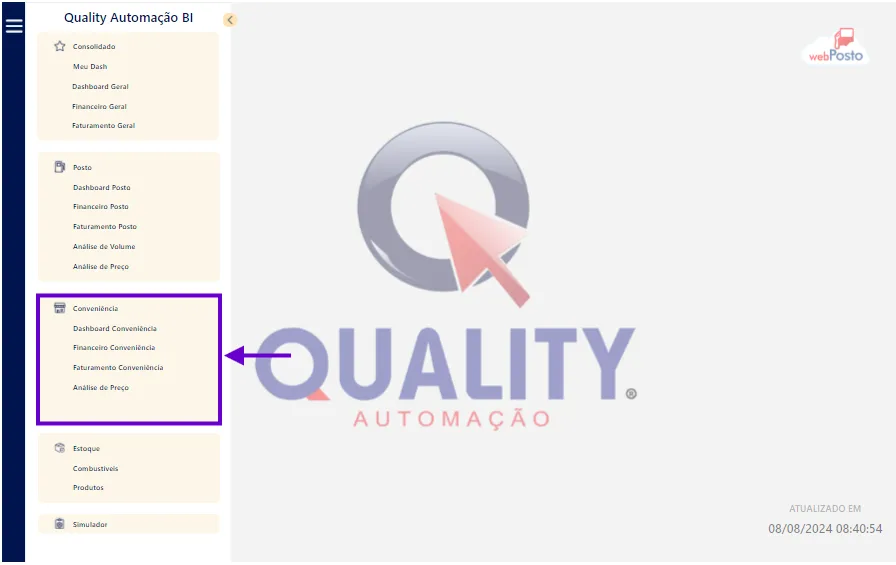 Quality Automação BI
Consolidado
Meu Dash
Dashboard Geral
Financeiro Geral
Faturamento Geral
Posto
Dashboard Posto
Financeiro Posto
Faturamento Posto
Análise de Volume
Análise de Preço
Conveniência
Dashboard Conveniência
Financeiro Conveniência
Faturamento Conveniência
Análise de Preço
Estoque
Combustíveis
Produtos
Simulador
webPosto
QUALITY®
AUTOMAÇÃO
ATUALIZADO EM
08/08/2024 08:40:54